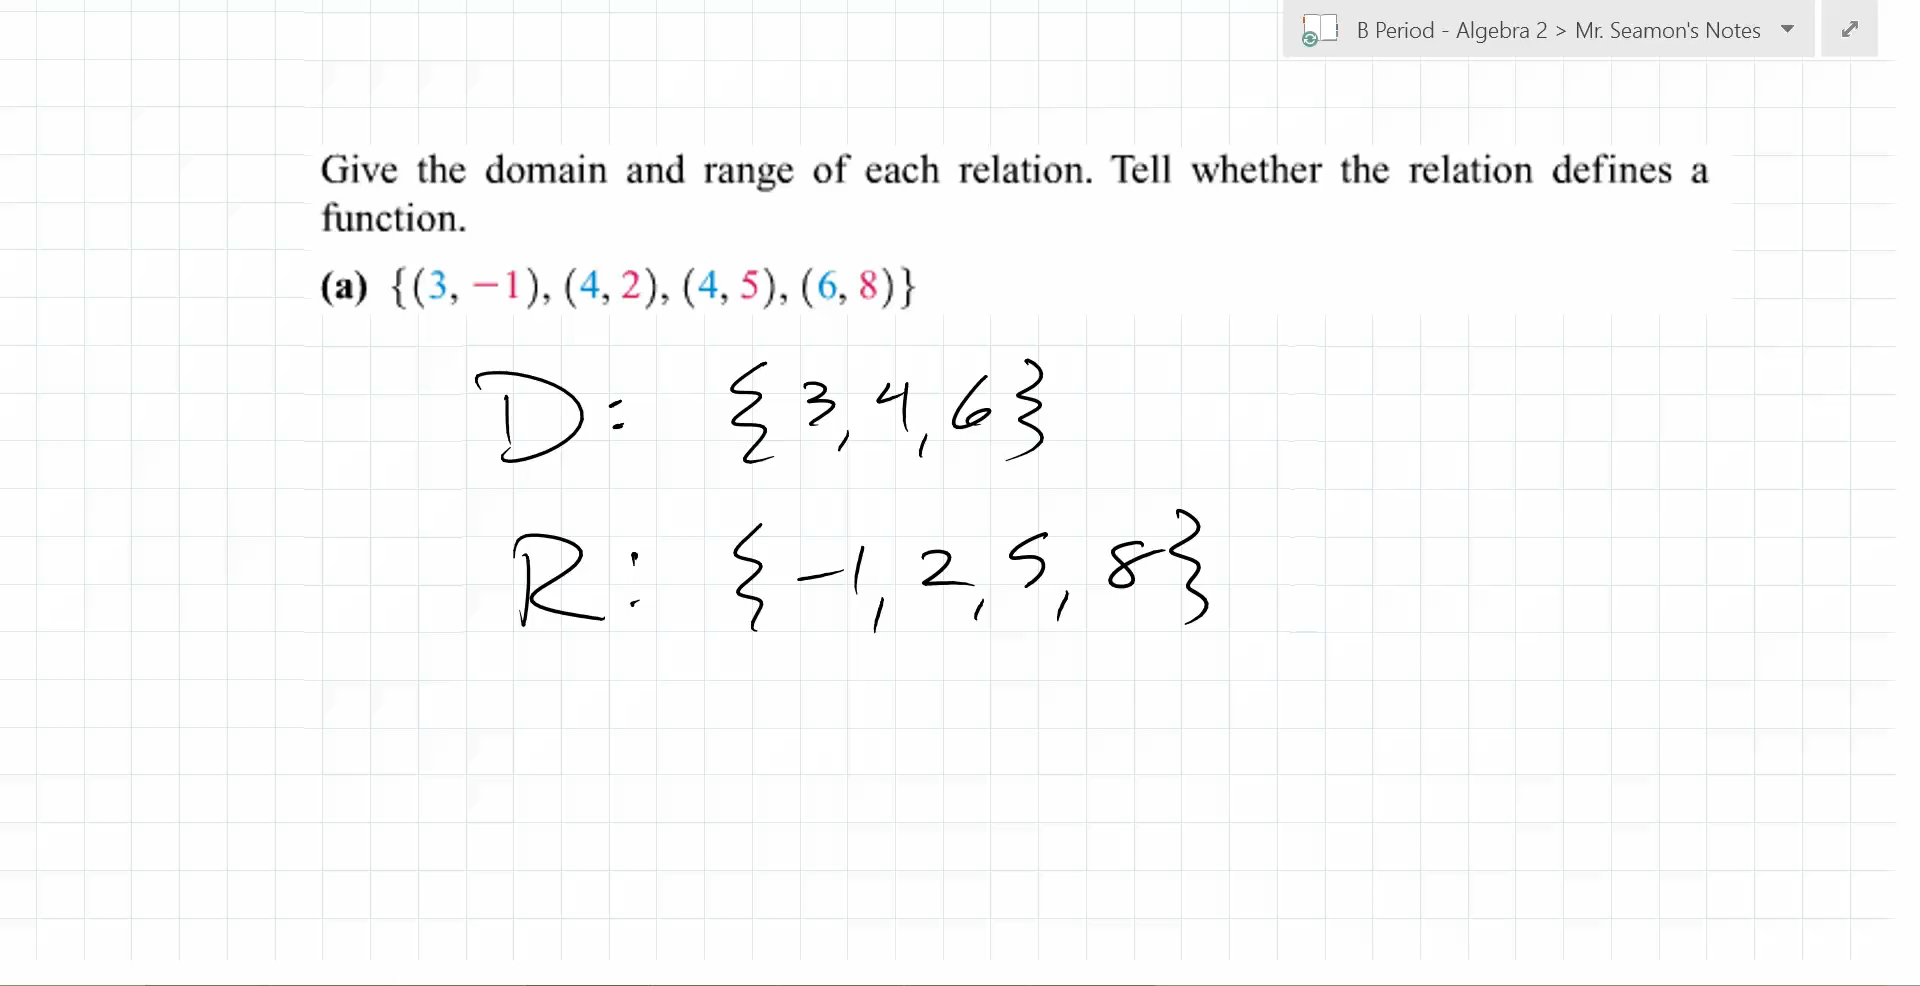 B Period - Algebra 2 > Mr. Seamon's Notes
Give the domain and range of each relation. Tell whether the relation defines a
function.
(a) {(3, −1), (4, 2), (4, 5), (6, 8)}
D: {3, 4, 6}
R: {-1, 2, 5, 8}